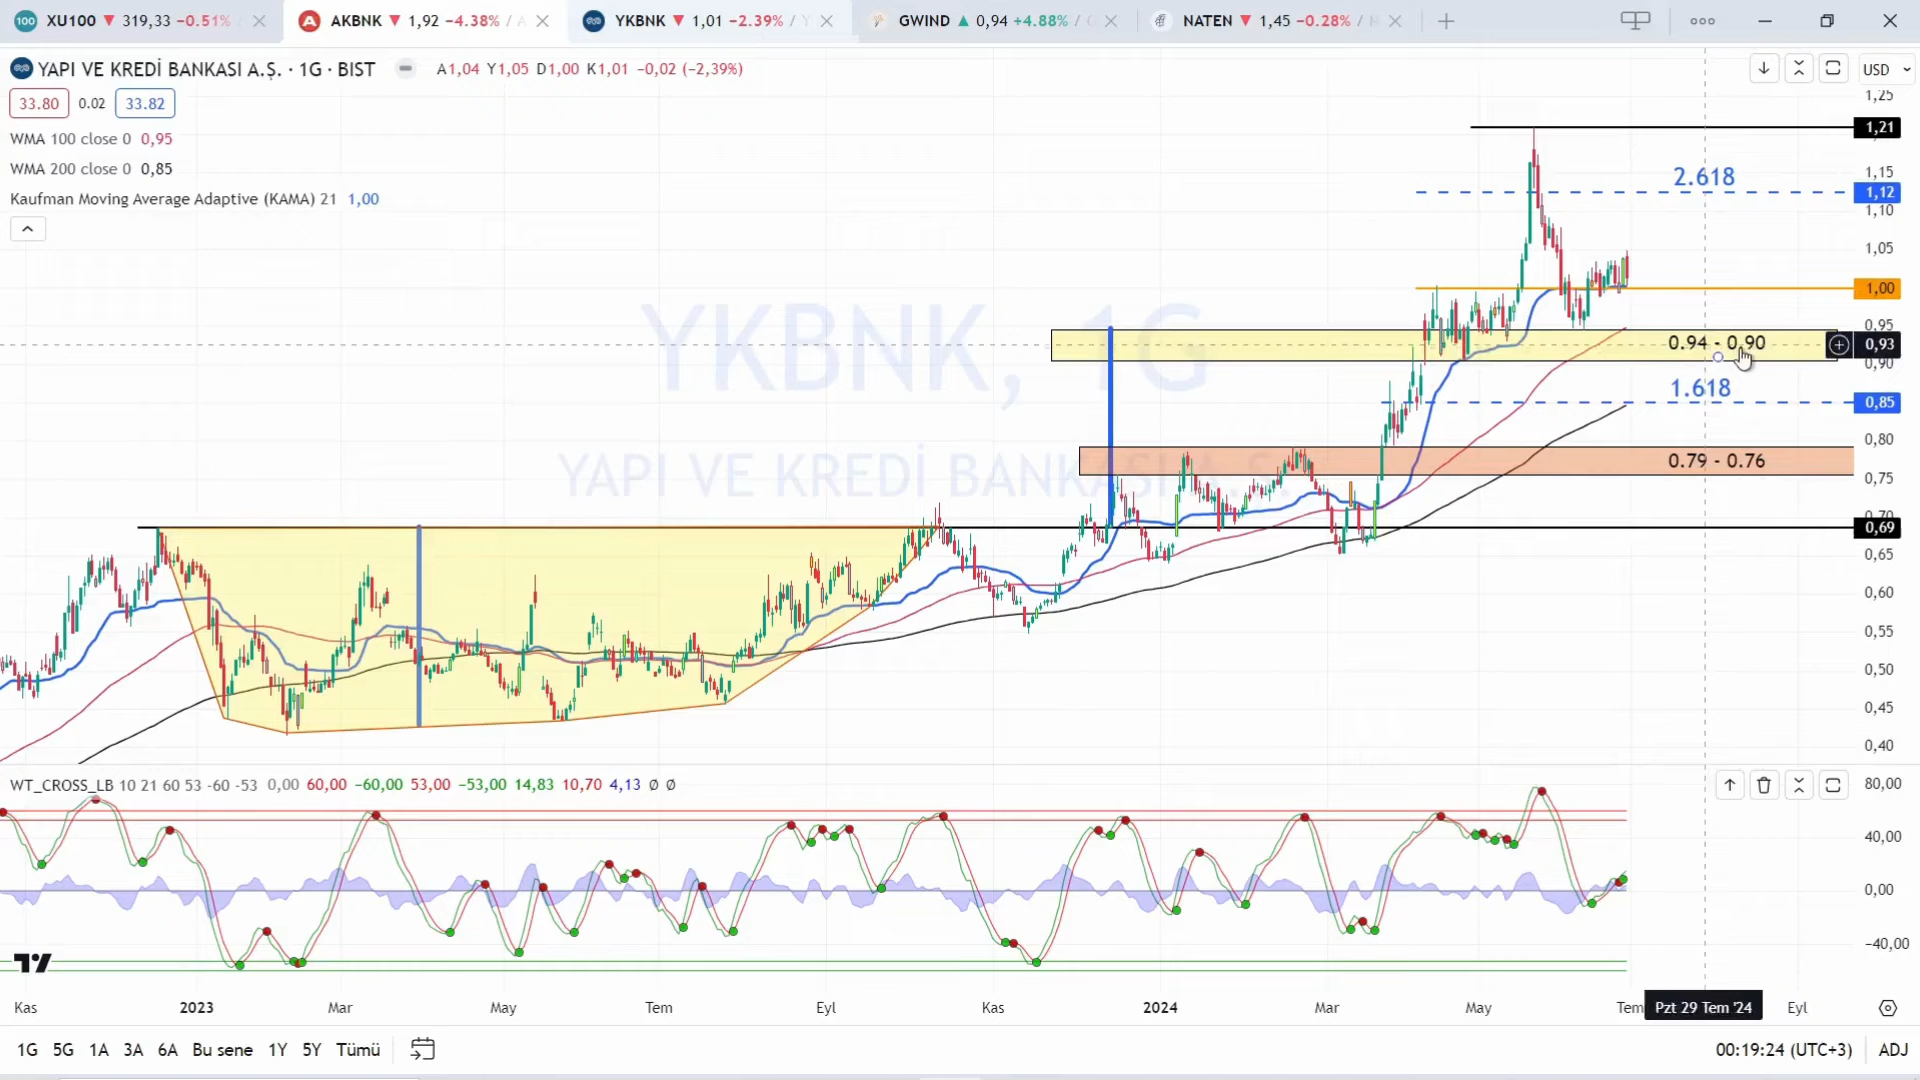 XU100 ▼ 319,33 −0.51%
AKBNK ▼ 1,92 −4.38% /
YKBNK ▼ 1,01 −2.39% /
GWIND ▲ 0,94 +4.88% /
NATEN ▼ 1,45 −0.28% /
YAPI VE KREDİ BANKASI A.Ş. · 1G · BIST
A1,04 Y1,05 D1,00 K1,01 −0,02 (−2,39%)
USD
33.80 0.02 33.82
WMA 100 close 0 0,95
WMA 200 close 0 0,85
Kaufman Moving Average Adaptive (KAMA) 21 1,00
YKBNK, 1G
YAPI VE KREDİ BANKASI A.Ş.
2.618
0.94 - 0.90
1.618
0.79 - 0.76
1,25
1,21
1,15
1,12
1,10
1,05
1,00
0,95
0,93
0,90
0,85
0,80
0,75
0,70
0,69
0,65
0,60
0,55
0,50
0,45
0,40
WT_CROSS_LB 10 21 60 53 -60 -53 0,00 60,00 −60,00 53,00 −53,00 14,83 10,70 4,13 ø ø
80,00
40,00
0,00
−40,00
Kas 2023 Mar May Tem Eyl Kas 2024 Mar May Tem Pzt 29 Tem '24 Eyl
1G 5G 1A 3A 6A Bu sene 1Y 5Y Tümü
00:19:24 (UTC+3) ADJ